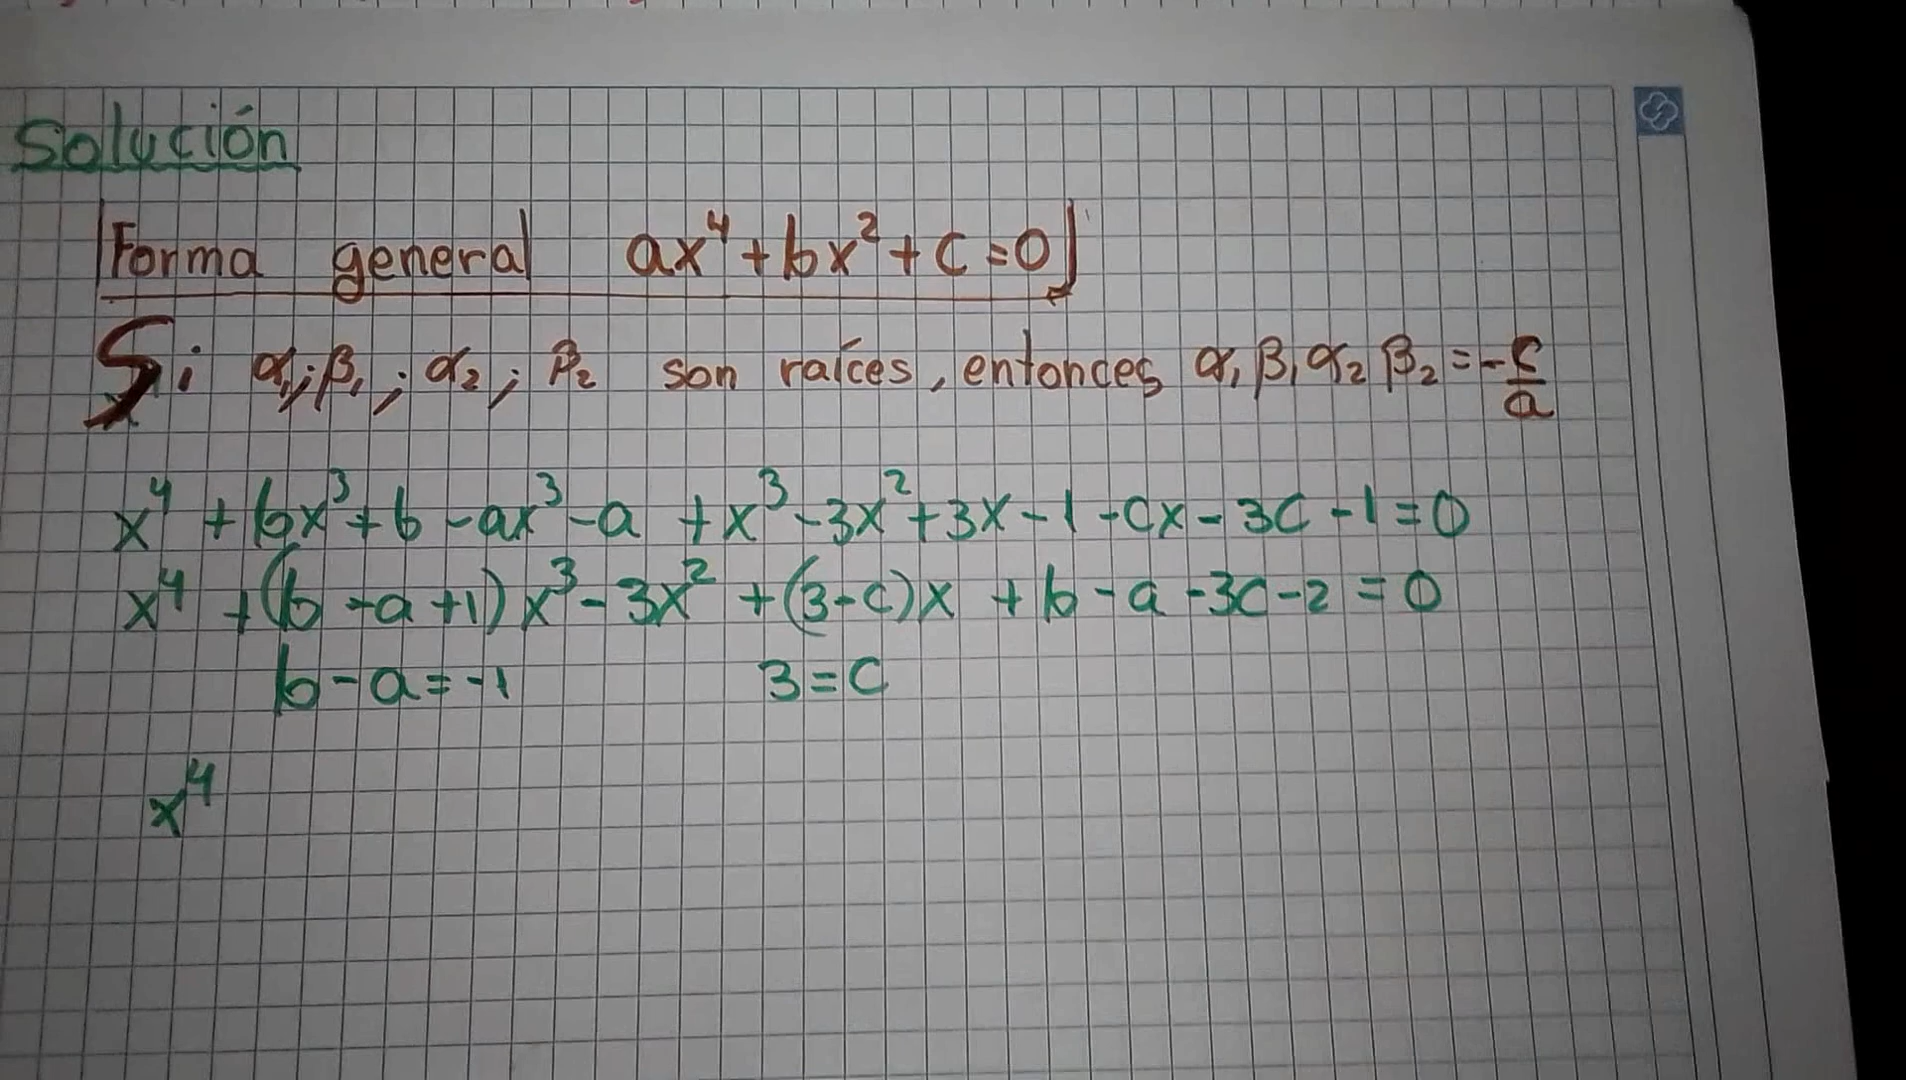 Solución
Forma general ax⁴+bx²+c=0
Si α₁;β₁;α₂;β₂ son raíces, entonces α₁β₁α₂β₂=-c/a
x⁴+bx³+b-ax³-a+x³-3x²+3x-1-cx-3c-1=0
x⁴+(b-a+1)x³-3x²+(3-c)x+b-a-3c-2=0
b-a=-1 3=c
x⁴